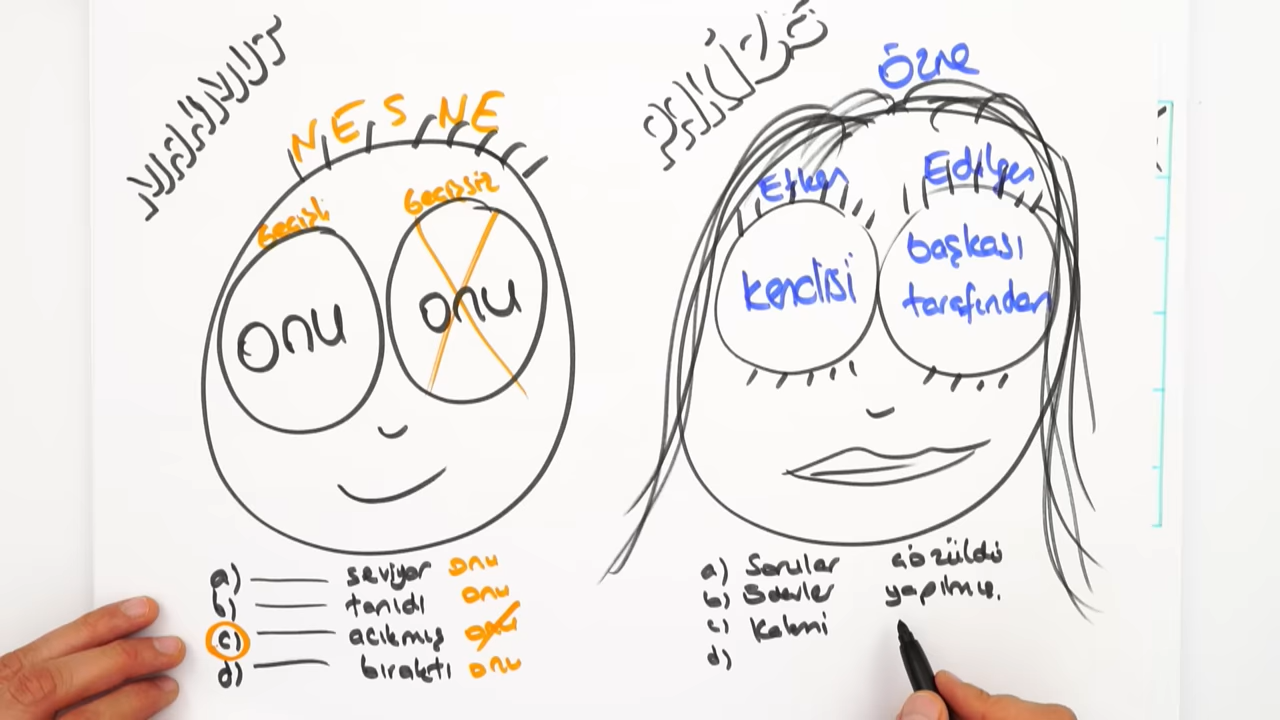 NESNE
Geçişli
Geçişsiz
onu
onu
a) seviyor onu
b) tanıdı onu
c) acıkmış onu
d) bıraktı onu
Özne
Etken
Edilgen
kendisi
başkası
tarafından
a) Sorular çözüldü
b) Ödevler yapılmış.
c) Kalemi
d)